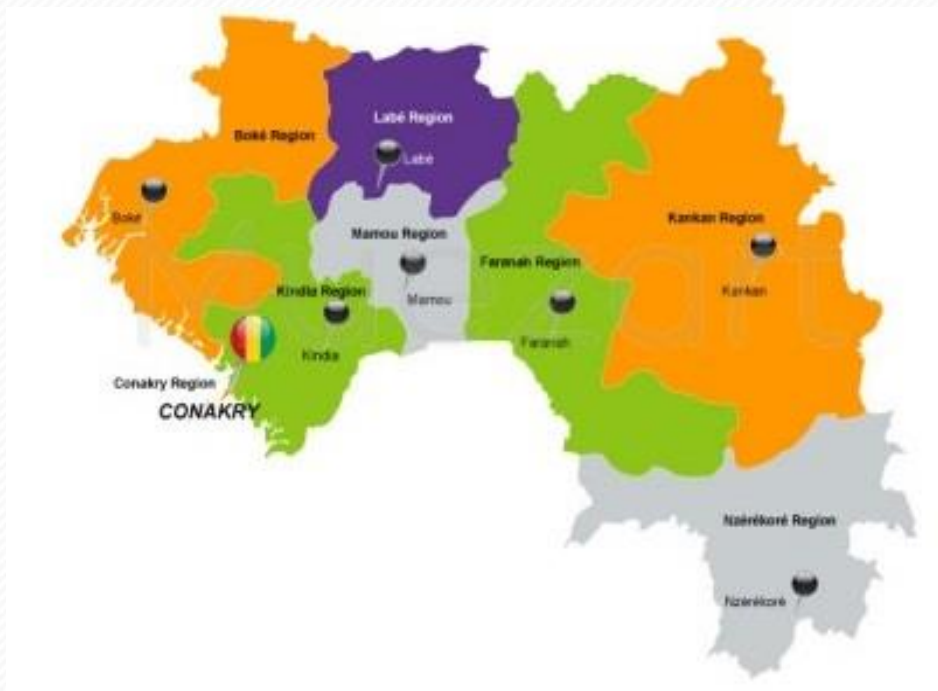 Labé Region
Boké Region
Labé
Boké
Kankan Region
Mamou Region
Faranah Region
Kindia Region
Kankan
Mamou
Faranah
Kindia
Conakry Region
CONAKRY
Nzérékoré Region
Nzérékoré